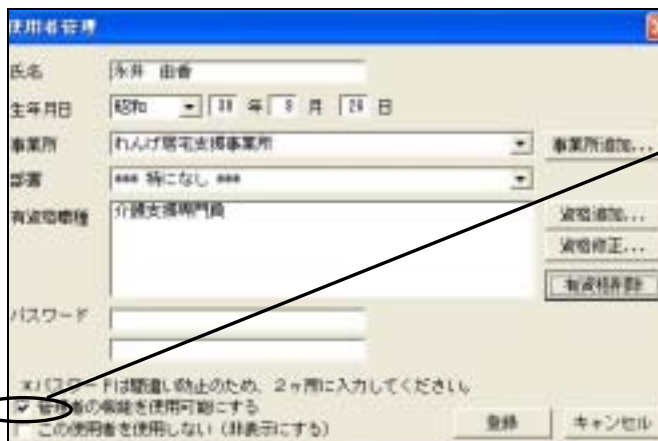 使用者管理
氏名 永井 由香
生年月日 昭和 年 8 月 26 日
事業所 れんげ居宅支援事業所 事業所追加...
部署 *** 特になし ***
有資格職種 介護支援専門員 資格追加...
資格修正...
有資格削除
パスワード
*パスワードは間違い防止のため、2ヶ所に入力してください。
管理者の機能を使用可能にする
この使用者を使用しない(非表示にする) 登録 キャンセル